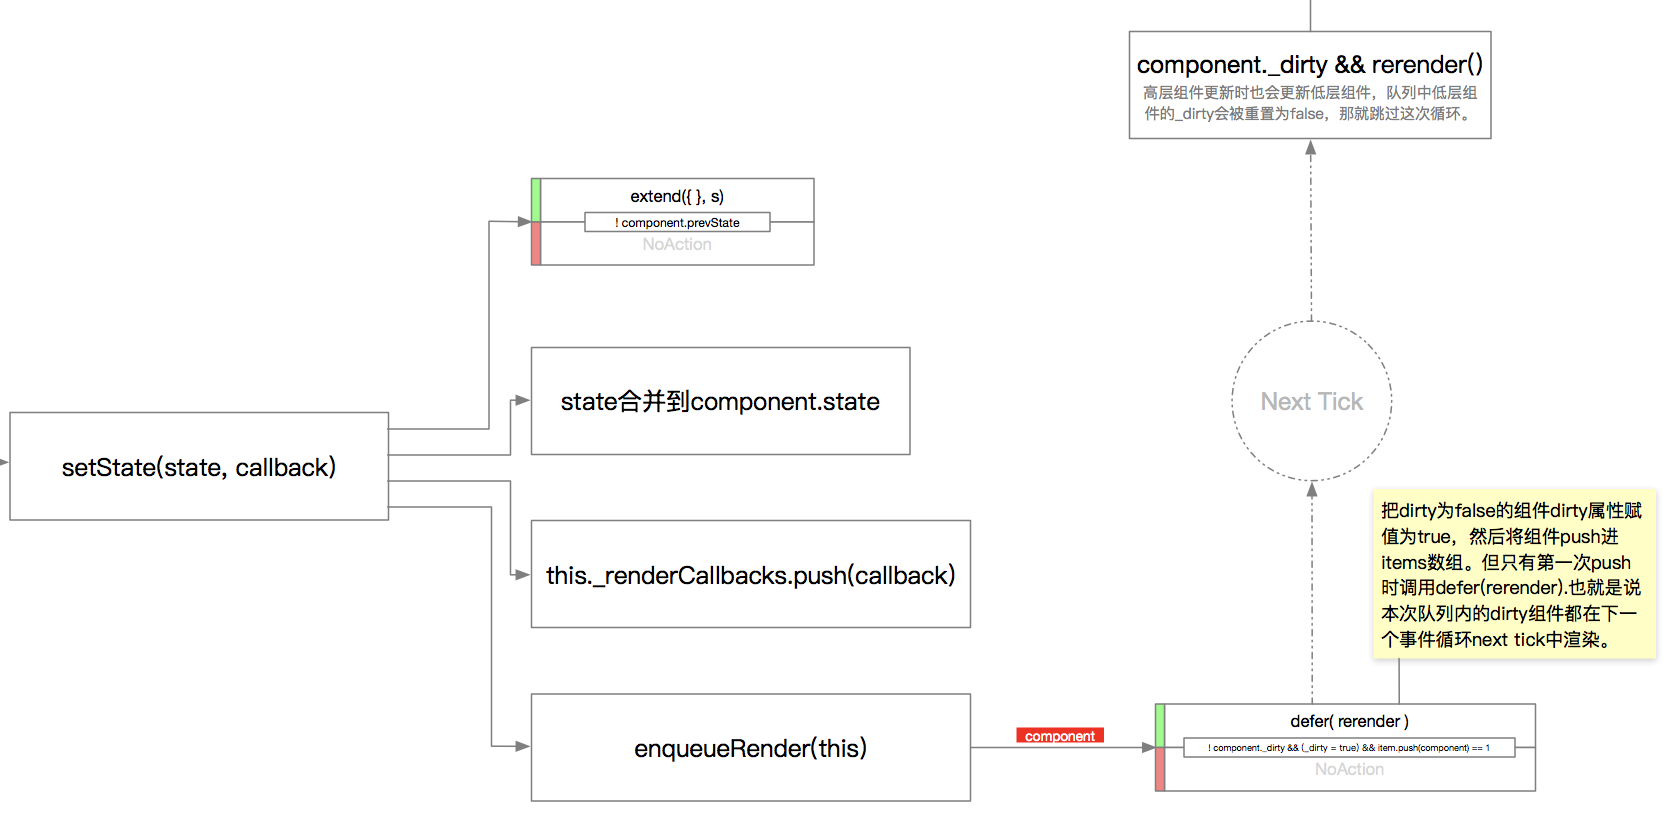 component._dirty && rerender()
高层组件更新时也会更新低层组件，队列中低层组
件的_dirty会被重置为false，那就跳过这次循环。
extend({ }, s)
! component.prevState
NoAction
state合并到component.state
Next Tick
setState(state, callback)
this._renderCallbacks.push(callback)
把dirty为false的组件dirty属性赋
值为true，然后将组件push进
items数组。但只有第一次push
时调用defer(rerender).也就是说
本次队列内的dirty组件都在下一
个事件循环next tick中渲染。
enqueueRender(this)
component
defer( rerender )
! component._dirty && (_dirty = true) && item.push(component) == 1
NoAction